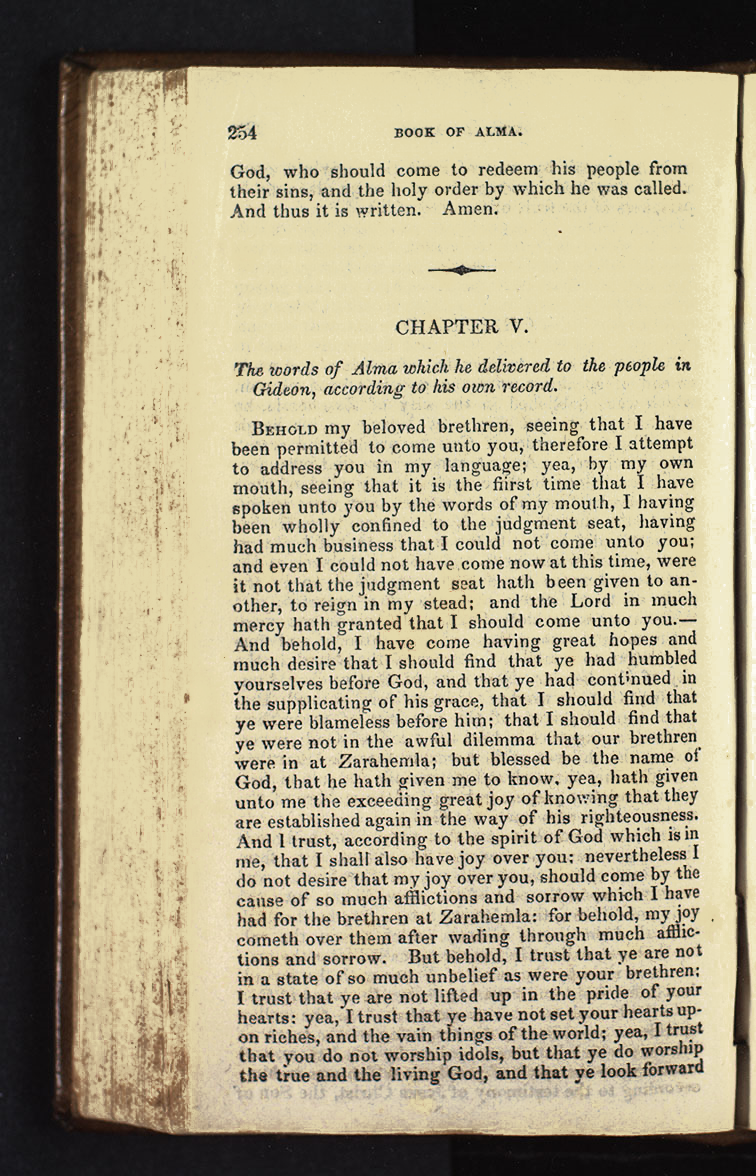 254 BOOK OF ALMA.
God, who should come to redeem his people from
their sins, and the holy order by which he was called.
And thus it is written. Amen.
CHAPTER V.
The words of Alma which he delivered to the people in
Gideon, according to his own record.
BEHOLD my beloved brethren, seeing that I have
been permitted to come unto you, therefore I attempt
to address you in my language; yea, by my own
mouth, seeing that it is the fiirst time that I have
spoken unto you by the words of my mouth, I having
been wholly confined to the judgment seat, having
had much business that I could not come unto you;
and even I could not have come now at this time, were
it not that the judgment seat hath been given to an-
other, to reign in my stead; and the Lord in much
mercy hath granted that I should come unto you.—
And behold, I have come having great hopes and
much desire that I should find that ye had humbled
yourselves before God, and that ye had continued in
the supplicating of his grace, that I should find that
ye were blameless before him; that I should find that
ye were not in the awful dilemma that our brethren
were in at Zarahemla; but blessed be the name of
God, that he hath given me to know, yea, hath given
unto me the exceeding great joy of knowing that they
are established again in the way of his righteousness.
And I trust, according to the spirit of God which is in
me, that I shall also have joy over you; nevertheless I
do not desire that my joy over you, should come by the
cause of so much afflictions and sorrow which I have
had for the brethren at Zarahemla: for behold, my joy
cometh over them after wading through much afflic-
tions and sorrow. But behold, I trust that ye are not
in a state of so much unbelief as were your brethren;
I trust that ye are not lifted up in the pride of your
hearts: yea, I trust that ye have not set your hearts up-
on riches, and the vain things of the world; yea, I trust
that you do not worship idols, but that ye do worship
the true and the living God, and that ye look forward